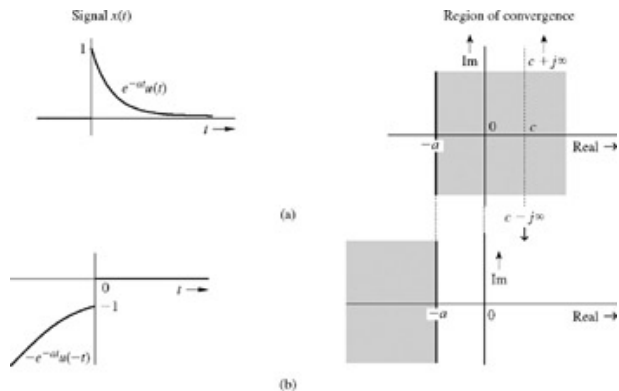 Signal x(t)
1
e^{-at}u(t)
t →
Region of convergence
Im
c + j∞
0
c
-a
Real →
c - j∞
(a)
0
t →
-1
-e^{-at}u(-t)
Im
-a
0
Real →
(b)